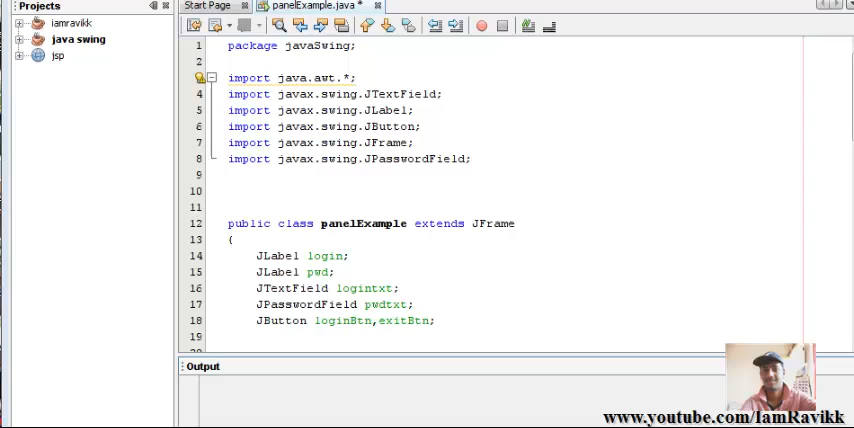 Projects
Start Page
panelExample.java *
iamravikk
java swing
jsp
1 package javaSwing;
2
import java.awt.*;
4 import javax.swing.JTextField;
5 import javax.swing.JLabel;
6 import javax.swing.JButton;
7 import javax.swing.JFrame;
8 import javax.swing.JPasswordField;
9
10
11
12 public class panelExample extends JFrame
13 {
14 JLabel login;
15 JLabel pwd;
16 JTextField logintxt;
17 JPasswordField pwdtxt;
18 JButton loginBtn,exitBtn;
19
Output
www.youtube.com/IamRavikk